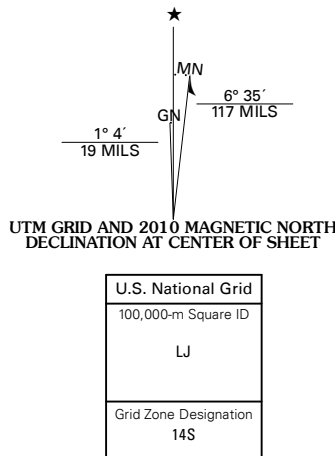 ★
MN
GN
6° 35´
117 MILS
1° 4´
19 MILS
UTM GRID AND 2010 MAGNETIC NORTH
DECLINATION AT CENTER OF SHEET
U.S. National Grid
100,000-m Square ID
LJ
Grid Zone Designation
14S